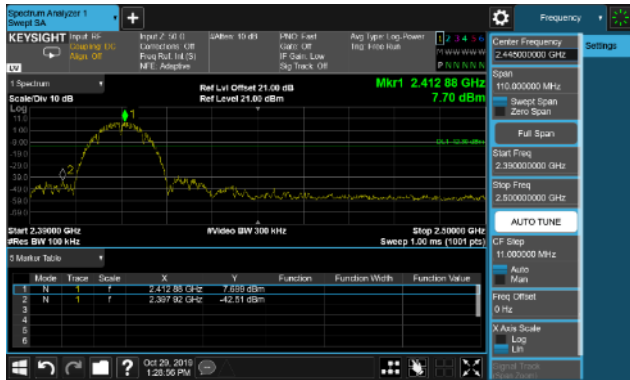 Spectrum Analyzer 1
Swept SA
Frequency
KEYSIGHT Input: RF
Coupling: DC
Align: Off
Input Z: 50 Ω
Corrections: Off
Freq Ref: Int (S)
NFE: Adaptive
#Atten: 10 dB
PNO: Fast
Gate: Off
IF Gain: Low
Sig Track: Off
Avg Type: Log-Power
Trig: Free Run
1 2 3 4 5 6
M W W W W W
P N N N N N
Center Frequency
2.445000000 GHz
Settings
Span
110.000000 MHz
Swept Span
Zero Span
Full Span
Start Freq
2.390000000 GHz
Stop Freq
2.500000000 GHz
AUTO TUNE
CF Step
11.000000 MHz
Auto
Man
Freq Offset
0 Hz
X Axis Scale
Log
Lin
Signal Track
(Span Zoom)
LV
1 Spectrum
Scale/Div 10 dB
Ref Lvl Offset 21.00 dB
Ref Level 21.00 dBm
Mkr1 2.412 88 GHz
7.70 dBm
Log
11.0
1.00
-9.00
-19.0
-29.0
-39.0
-49.0
-59.0
-69.0
1
2
Start 2.39000 GHz
#Res BW 100 kHz
#Video BW 300 kHz
Stop 2.50000 GHz
Sweep 1.00 ms (1001 pts)
5 Marker Table
Mode Trace Scale X Y Function Function Width Function Value
1 N 1 f 2.412 88 GHz 7.699 dBm
2 N 1 f 2.397 92 GHz -42.51 dBm
3
4
5
6
Oct 29, 2019
1:28:56 PM